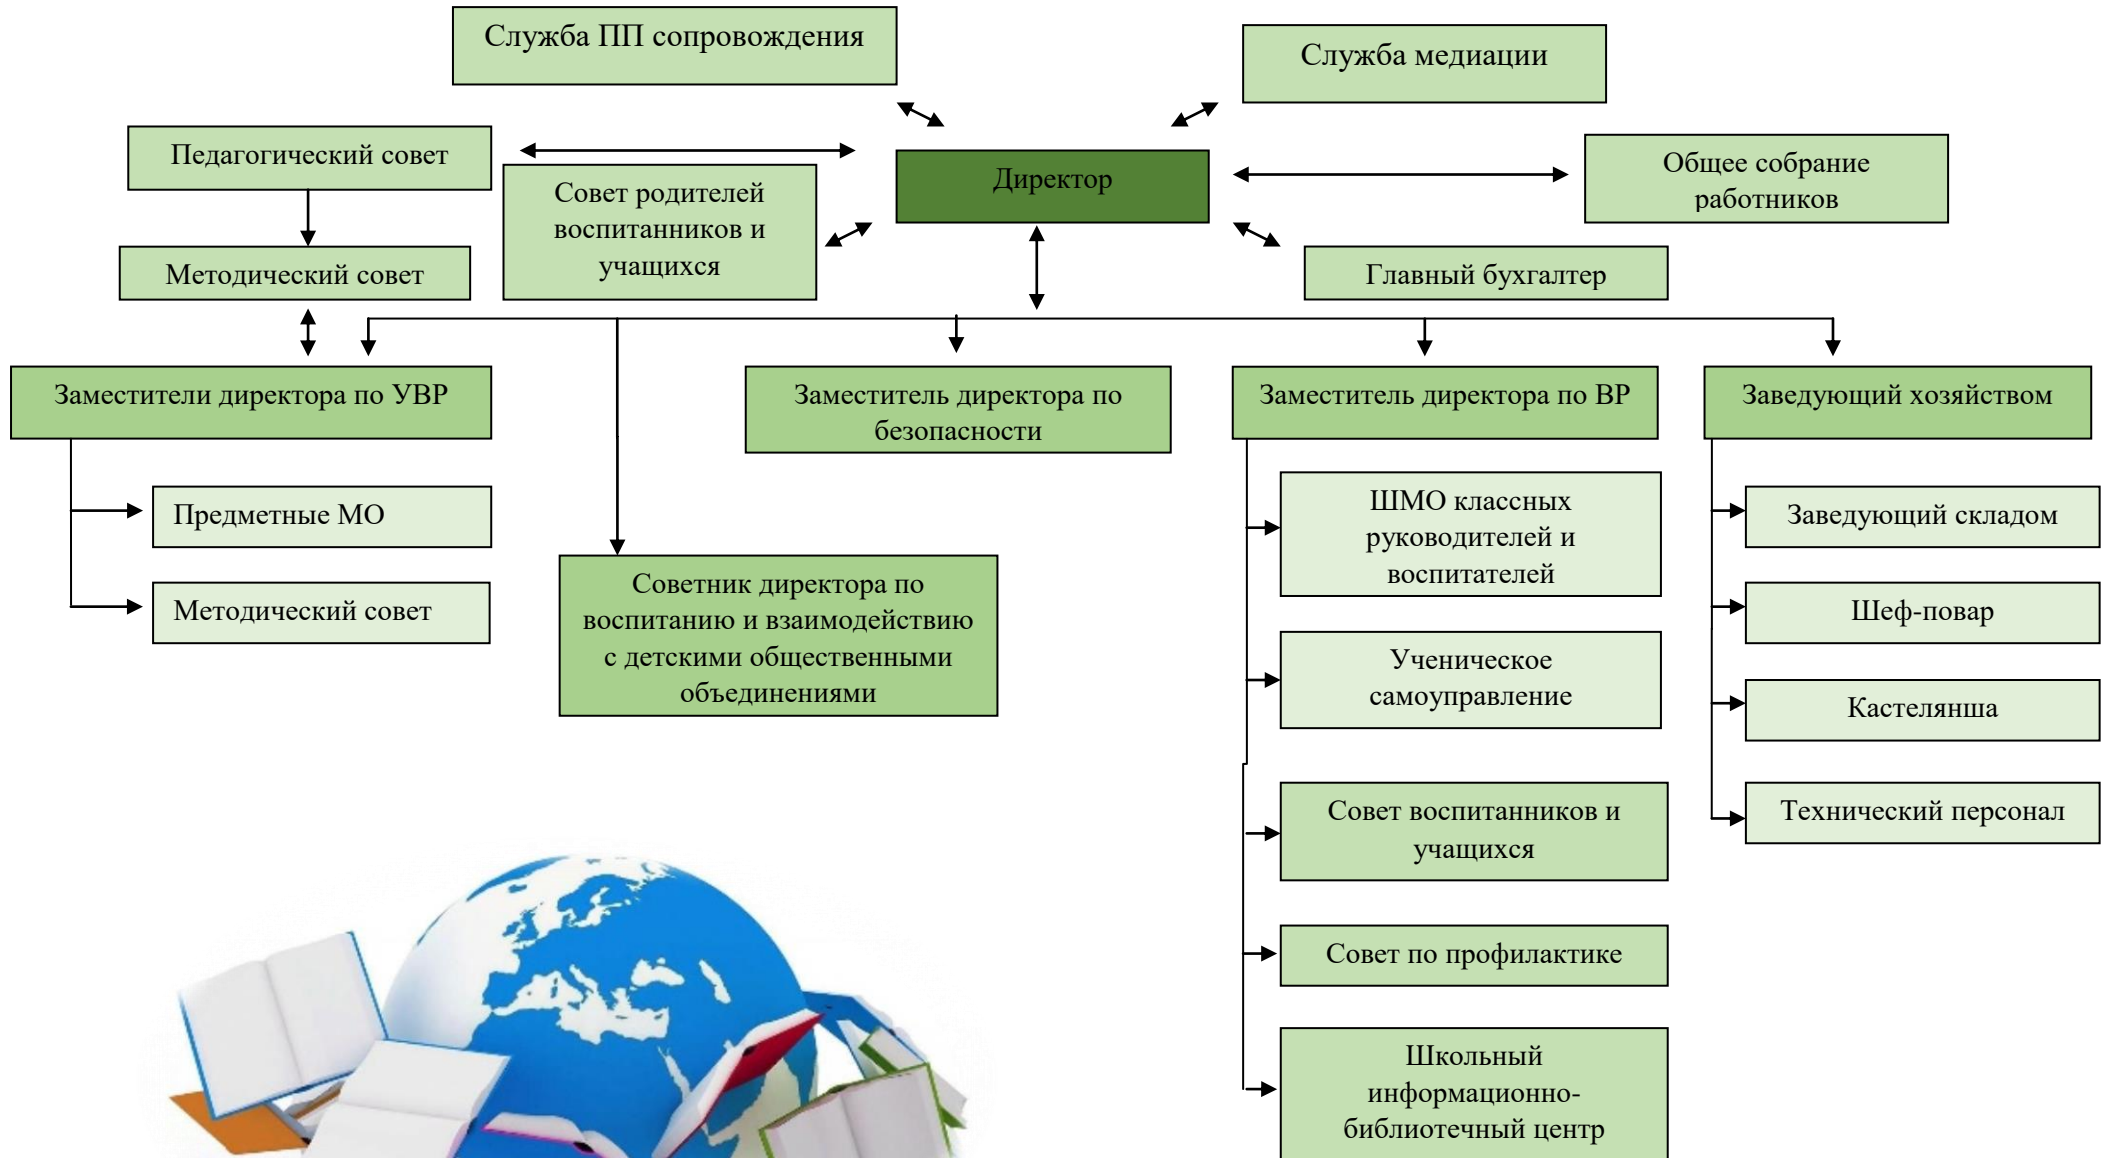 Служба ПП сопровождения
Служба медиации
Педагогический совет
Совет родителей
воспитанников и
учащихся
Директор
Общее собрание
работников
Методический совет
Главный бухгалтер
Заместители директора по УВР
Заместитель директора по
безопасности
Заместитель директора по ВР
Заведующий хозяйством
Предметные МО
Методический совет
Советник директора по
воспитанию и взаимодействию
с детскими общественными
объединениями
ШМО классных
руководителей и
воспитателей
Ученическое
самоуправление
Совет воспитанников и
учащихся
Совет по профилактике
Школьный
информационно-
библиотечный центр
Заведующий складом
Шеф-повар
Кастелянша
Технический персонал